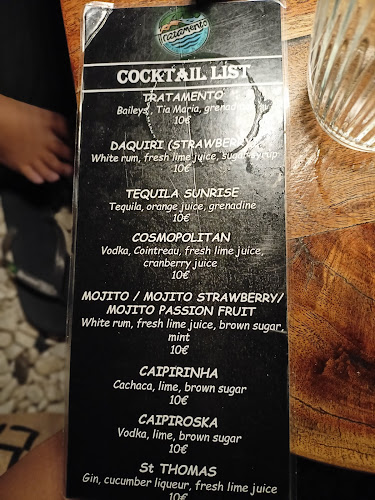 Tratamento
COCKTAIL LIST
TRATAMENTO
Baileys, Tia Maria, grenadine
10€
DAQUIRI (STRAWBERRY)
White rum, fresh lime juice, sugar syrup
10€
TEQUILA SUNRISE
Tequila, orange juice, grenadine
10€
COSMOPOLITAN
Vodka, Cointreau, fresh lime juice,
cranberry juice
10€
MOJITO / MOJITO STRAWBERRY/
MOJITO PASSION FRUIT
White rum, fresh lime juice, brown sugar,
mint
10€
CAIPIRINHA
Cachaca, lime, brown sugar
10€
CAIPIROSKA
Vodka, lime, brown sugar
10€
St THOMAS
Gin, cucumber liqueur, fresh lime juice
10€